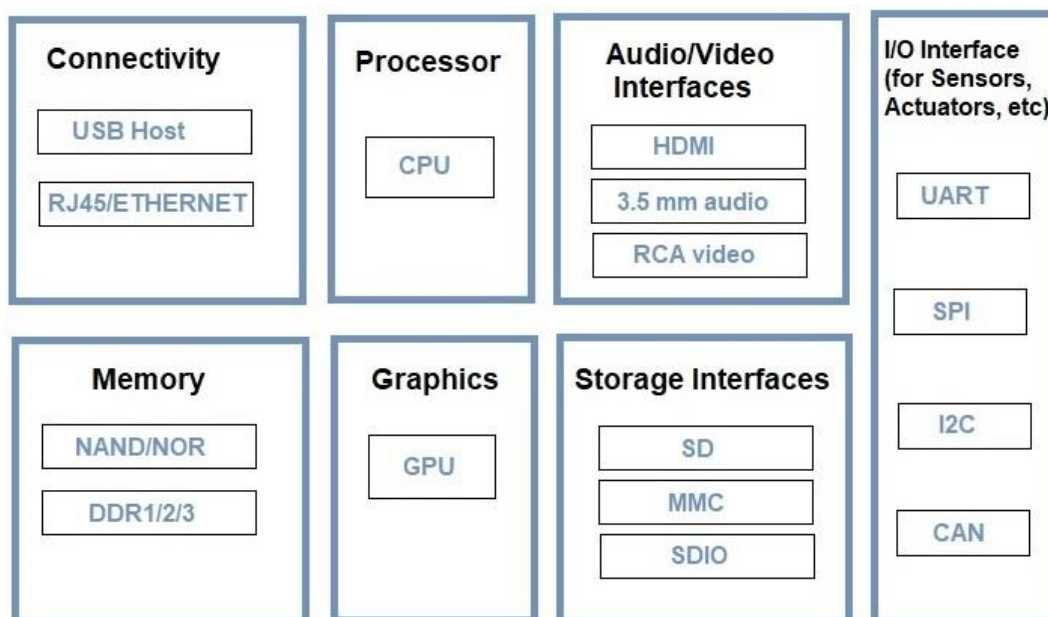 Connectivity
USB Host
RJ45/ETHERNET
Processor
CPU
Audio/Video
Interfaces
HDMI
3.5 mm audio
RCA video
I/O Interface
(for Sensors,
Actuators, etc)
UART
SPI
I2C
CAN
Memory
NAND/NOR
DDR1/2/3
Graphics
GPU
Storage Interfaces
SD
MMC
SDIO